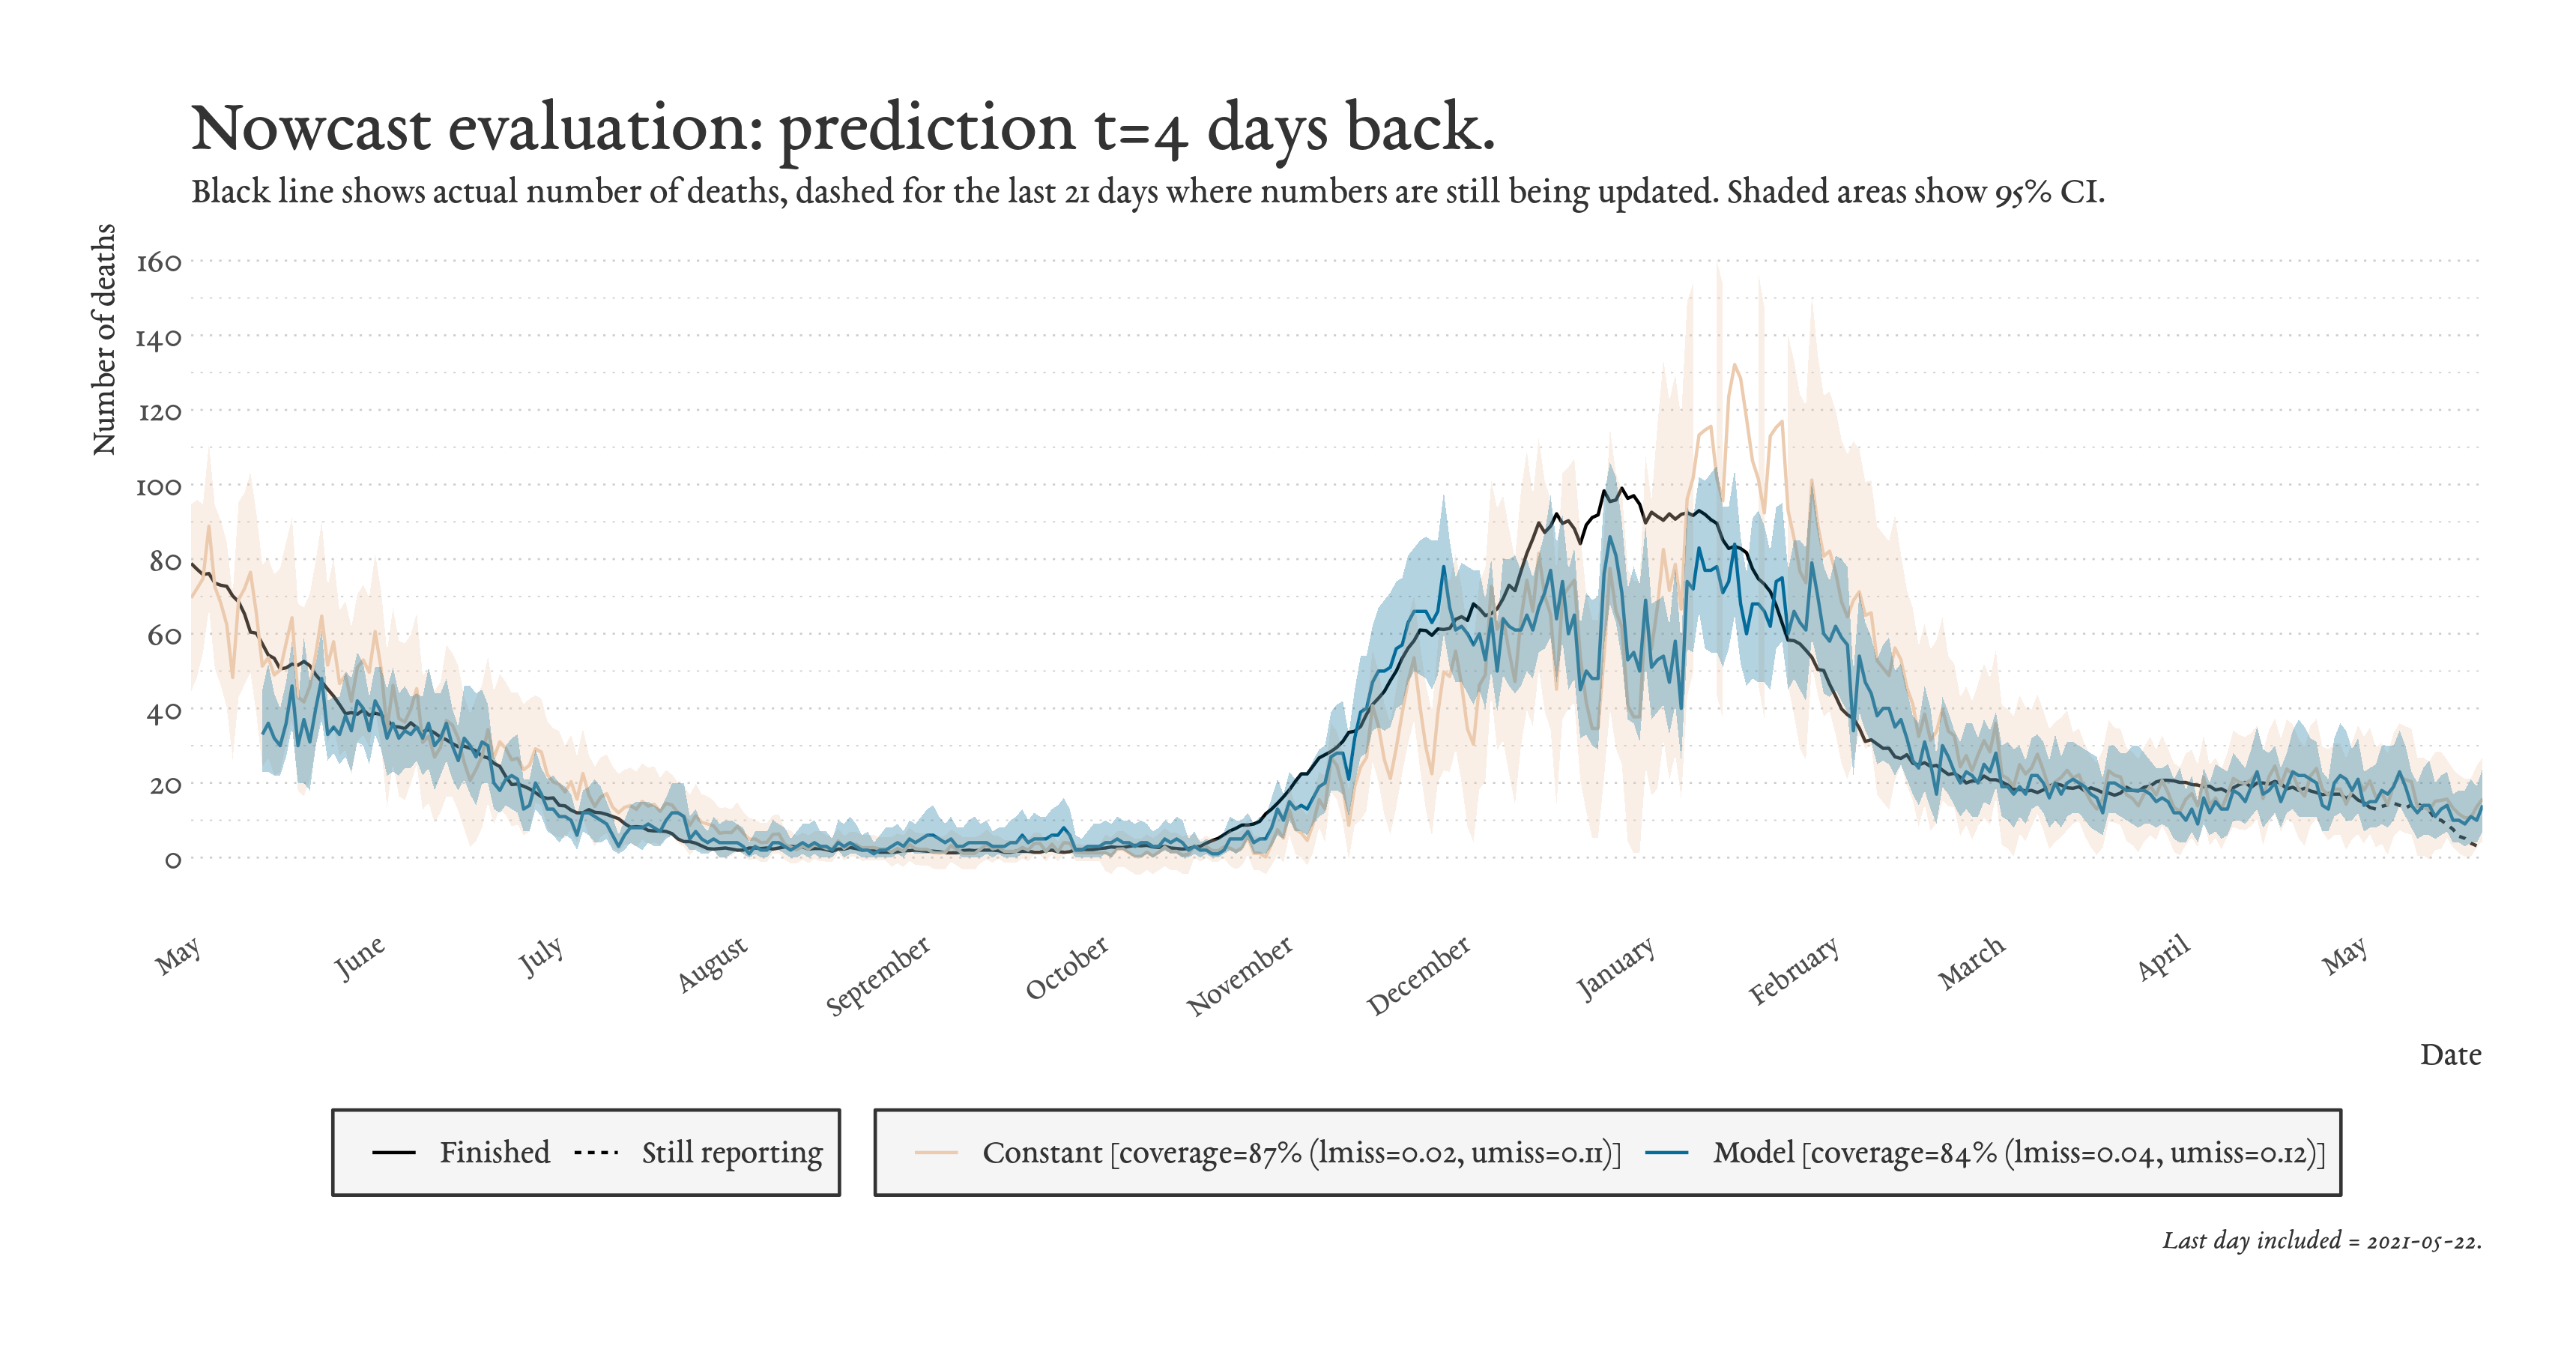 Nowcast evaluation: prediction t=4 days back.
Black line shows actual number of deaths, dashed for the last 21 days where numbers are still being updated. Shaded areas show 95% CI.
Number of deaths
160
140
120
100
80
60
40
20
0
May
June
July
August
September
October
November
December
January
February
March
April
May
Date
Finished
Still reporting
Constant [coverage=87% (lmiss=0.02, umiss=0.11)]
Model [coverage=84% (lmiss=0.04, umiss=0.12)]
Last day included = 2021-05-22.